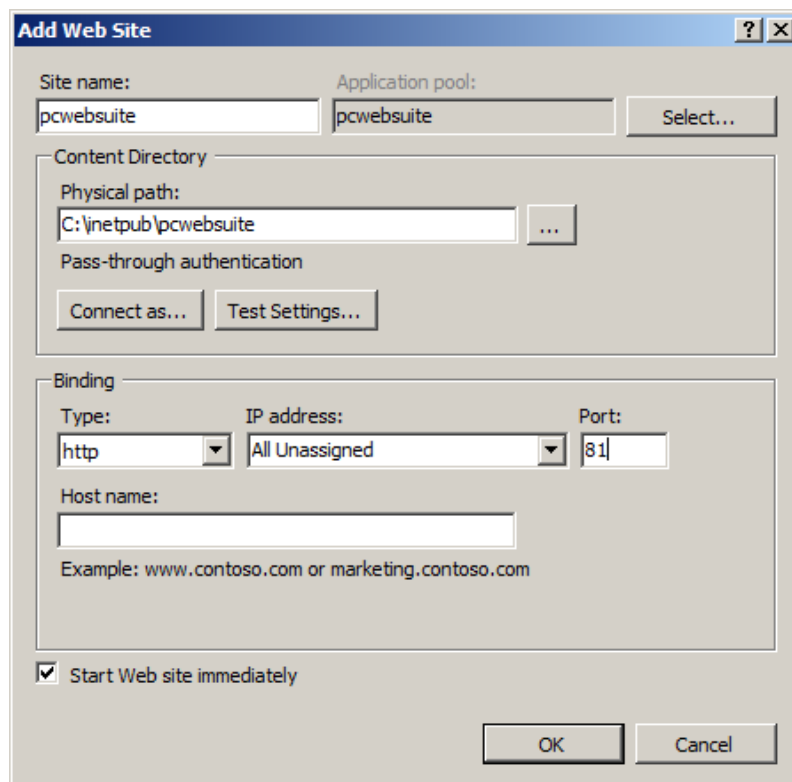 Add Web Site
Site name:
Application pool:
pcwebsuite
pcwebsuite
Select...
Content Directory
Physical path:
C:\inetpub\pcwebsuite
...
Pass-through authentication
Connect as...
Test Settings...
Binding
Type:
IP address:
Port:
http
All Unassigned
81
Host name:
Example: www.contoso.com or marketing.contoso.com
Start Web site immediately
OK
Cancel